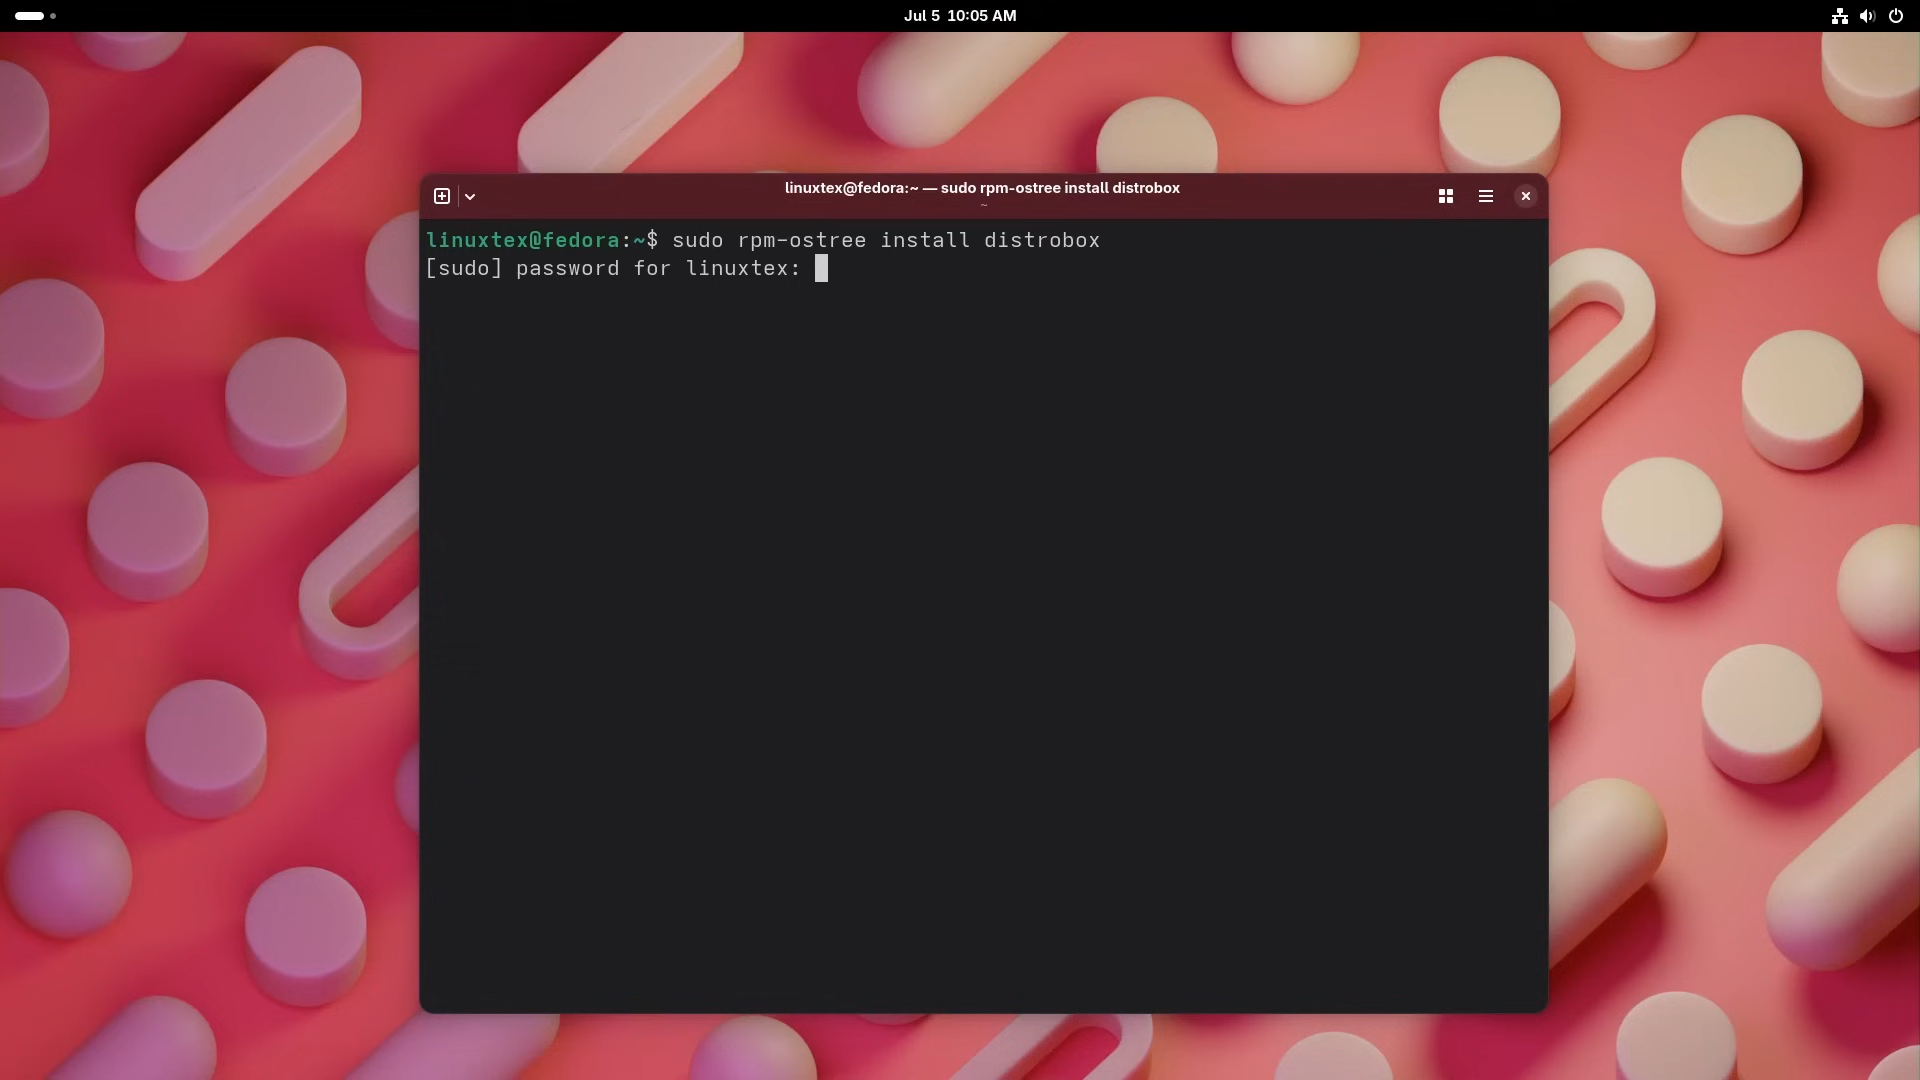 Jul 5 10:05 AM
linuxtex@fedora:~ — sudo rpm-ostree install distrobox
~
linuxtex@fedora:~$ sudo rpm-ostree install distrobox
[sudo] password for linuxtex: